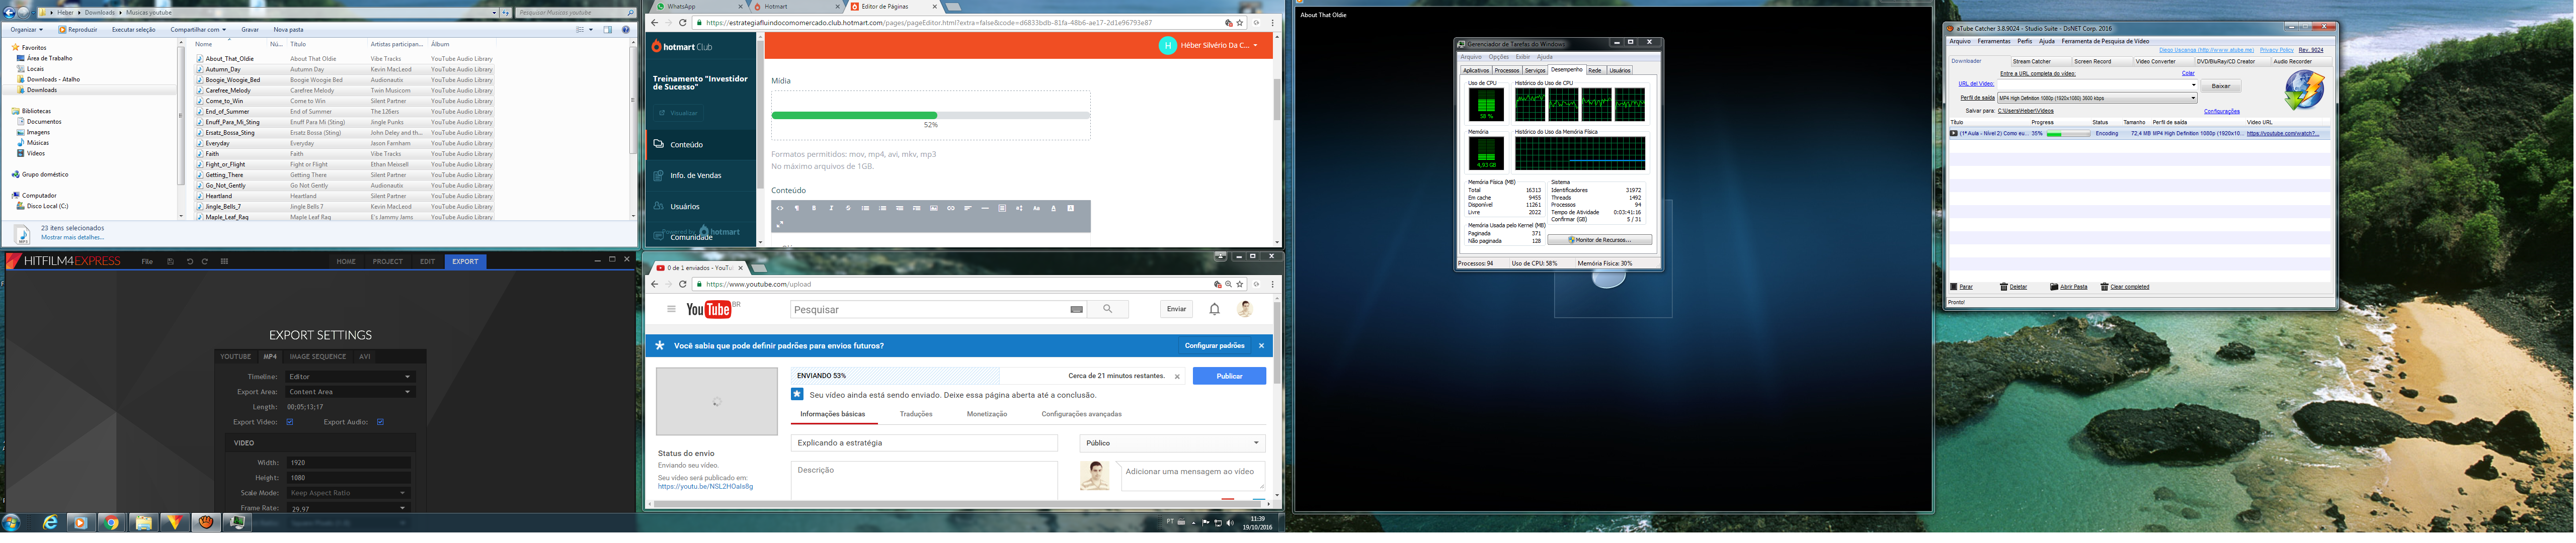 Heber ▸ Downloads ▸ Musicas youtube
Pesquisar Musicas youtube
Organizar
Reproduzir
Executar seleção
Compartilhar com
Gravar
Nova pasta
Favoritos
Área de Trabalho
Locais
Downloads - Atalho
Downloads
Bibliotecas
Documentos
Imagens
Músicas
Vídeos
Grupo doméstico
Computador
Disco Local (C:)
Nome Nú... Título Artistas participan... Álbum
About_That_Oldie About That Oldie Vibe Tracks YouTube Audio Library
Autumn_Day Autumn Day Kevin MacLeod YouTube Audio Library
Boogie_Woogie_Bed Boogie Woogie Bed Audionautix YouTube Audio Library
Carefree_Melody Carefree Melody Twin Musicom YouTube Audio Library
Come_to_Win Come to Win Silent Partner YouTube Audio Library
End_of_Summer End of Summer The 126ers YouTube Audio Library
Enuff_Para_Mi_Sting Enuff Para Mi (Sting) Jingle Punks YouTube Audio Library
Ersatz_Bossa_Sting Ersatz Bossa (Sting) John Deley and th... YouTube Audio Library
Everyday Everyday Jason Farnham YouTube Audio Library
Faith Faith Vibe Tracks YouTube Audio Library
Fight_or_Flight Fight or Flight Ethan Meixsell YouTube Audio Library
Getting_There Getting There Silent Partner YouTube Audio Library
Go_Not_Gently Go Not Gently Audionautix YouTube Audio Library
Heartland Heartland Silent Partner YouTube Audio Library
Jingle_Bells_7 Jingle Bells 7 Kevin MacLeod YouTube Audio Library
Maple_Leaf_Rag Maple Leaf Rag E's Jammy Jams YouTube Audio Library
23 itens selecionados
Mostrar mais detalhes...
HITFILM4EXPRESS
File
HOME PROJECT EDIT EXPORT
EXPORT SETTINGS
YOUTUBE MP4 IMAGE SEQUENCE AVI
Timeline: Editor
Export Area: Content Area
Length: 00;05;13;17
Export Video: Export Audio:
VIDEO
Width: 1920
Height: 1080
Scale Mode: Keep Aspect Ratio
Frame Rate: 29.97
WhatsApp
Hotmart
Editor de Páginas
https://estrategiafluindocomomercado.club.hotmart.com/pages/pageEditor.html?extra=false&code=d6833bdb-81fa-48b6-ae17-2d1e96793e87
hotmart Club
H Héber Silvério Da C...
Treinamento "Investidor de Sucesso"
Visualizar
Conteúdo
Info. de Vendas
Usuários
Comunidade
powered by hotmart
Mídia
52%
Formatos permitidos: mov, mp4, avi, mkv, mp3
No máximo arquivos de 1GB.
Conteúdo
0 de 1 enviados - YouTu
https://www.youtube.com/upload
YouTube BR
Pesquisar
Enviar
Você sabia que pode definir padrões para envios futuros?
Configurar padrões
ENVIANDO 53%
Cerca de 21 minutos restantes.
Publicar
Seu vídeo ainda está sendo enviado. Deixe essa página aberta até a conclusão.
Informações básicas Traduções Monetização Configurações avançadas
Explicando a estratégia
Público
Descrição
Adicionar uma mensagem ao vídeo
Status do envio
Enviando seu vídeo.
Seu vídeo será publicado em:
PT
11:39
19/10/2016
About That Oldie
Gerenciador de Tarefas do Windows
Arquivo Opções Exibir Ajuda
Aplicativos Processos Serviços Desempenho Rede Usuários
Uso de CPU Histórico do Uso de CPU
58 %
Memória Histórico do Uso da Memória Física
4,93 GB
Memória Física (MB)
Total 16313
Em cache 9455
Disponível 11261
Livre 2022
Memória Usada pelo Kernel (MB)
Paginada 371
Não paginada 128
Sistema
Identificadores 31972
Threads 1492
Processos 94
Tempo de Atividade 0:03:41:16
Confirmar (GB) 5 / 31
Monitor de Recursos...
Processos: 94 Uso de CPU: 58% Memória Física: 30%
aTube Catcher 3.8.9024 - Studio Suite - DsNET Corp. 2016
Arquivo Ferramentas Perfis Ajuda Ferramenta de Pesquisa de Vídeo
Diego Uscanga (http://www.atube.me) Privacy Policy Rev. 9024
Downloader Stream Catcher Screen Record Video Converter DVD/BluRay/CD Creator Audio Recorder
Entre a URL completa do vídeo: Colar
URL del Vídeo: Baixar
Perfil de saída MP4 High Definition 1080p (1920x1080) 3600 kbps
Salvar para: C:\Users\Heber\Videos Configurações
Título Progress Status Tamanho Perfil de saída Vídeo URL
(1ª Aula - Nível 2) Como eu... 35% Encoding 72,4 MB MP4 High Definition 1080p (1920x10... https://youtube.com/watch?...
Parar Deletar Abrir Pasta Clear completed
Pronto!